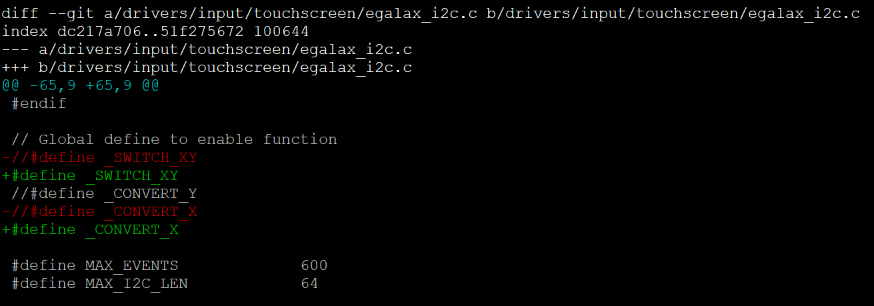 diff --git a/drivers/input/touchscreen/egalax_i2c.c b/drivers/input/touchscreen/egalax_i2c.c
index dc217a706..51f275672 100644
--- a/drivers/input/touchscreen/egalax_i2c.c
+++ b/drivers/input/touchscreen/egalax_i2c.c
@@ -65,9 +65,9 @@
 #endif

 // Global define to enable function
-//#define _SWITCH_XY
+#define _SWITCH_XY
 //#define _CONVERT_Y
-//#define _CONVERT_X
+#define _CONVERT_X

 #define MAX_EVENTS             600
 #define MAX_I2C_LEN            64